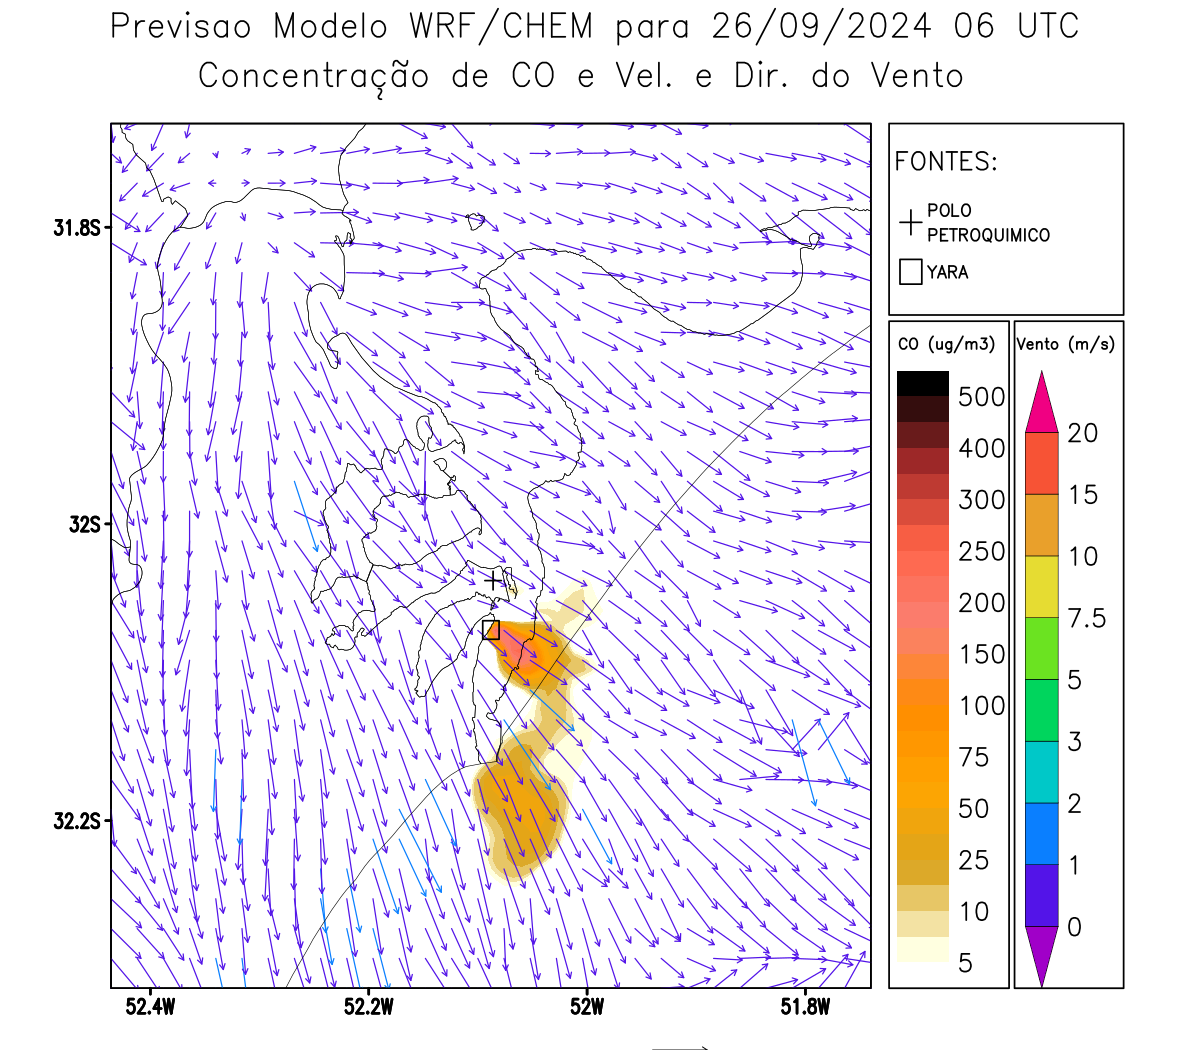 Previsao Modelo WRF/CHEM para 26/09/2024 06 UTC
Concentração de CO e Vel. e Dir. do Vento
FONTES:
POLO
PETROQUIMICO
YARA
CO (ug/m3)
500
400
300
250
200
150
100
75
50
25
10
5
Vento (m/s)
20
15
10
7.5
5
3
2
1
0
31.8S
32S
32.2S
52.4W
52.2W
52W
51.8W